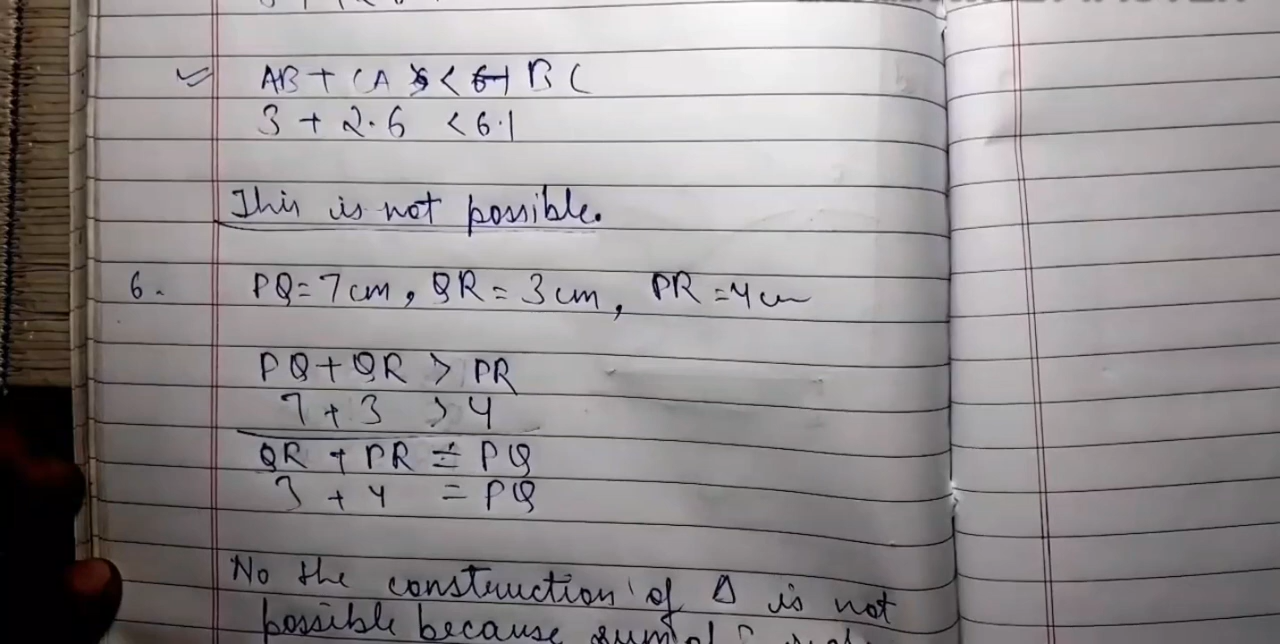 AB + CA < BC
3 + 2.6 < 6.1
This is not possible.
6. PQ = 7 cm, QR = 3 cm, PR = 4 cm
PQ + QR > PR
7 + 3 > 4
QR + PR = PQ
3 + 4 = PQ
No the construction of Δ is not
possible because sum of